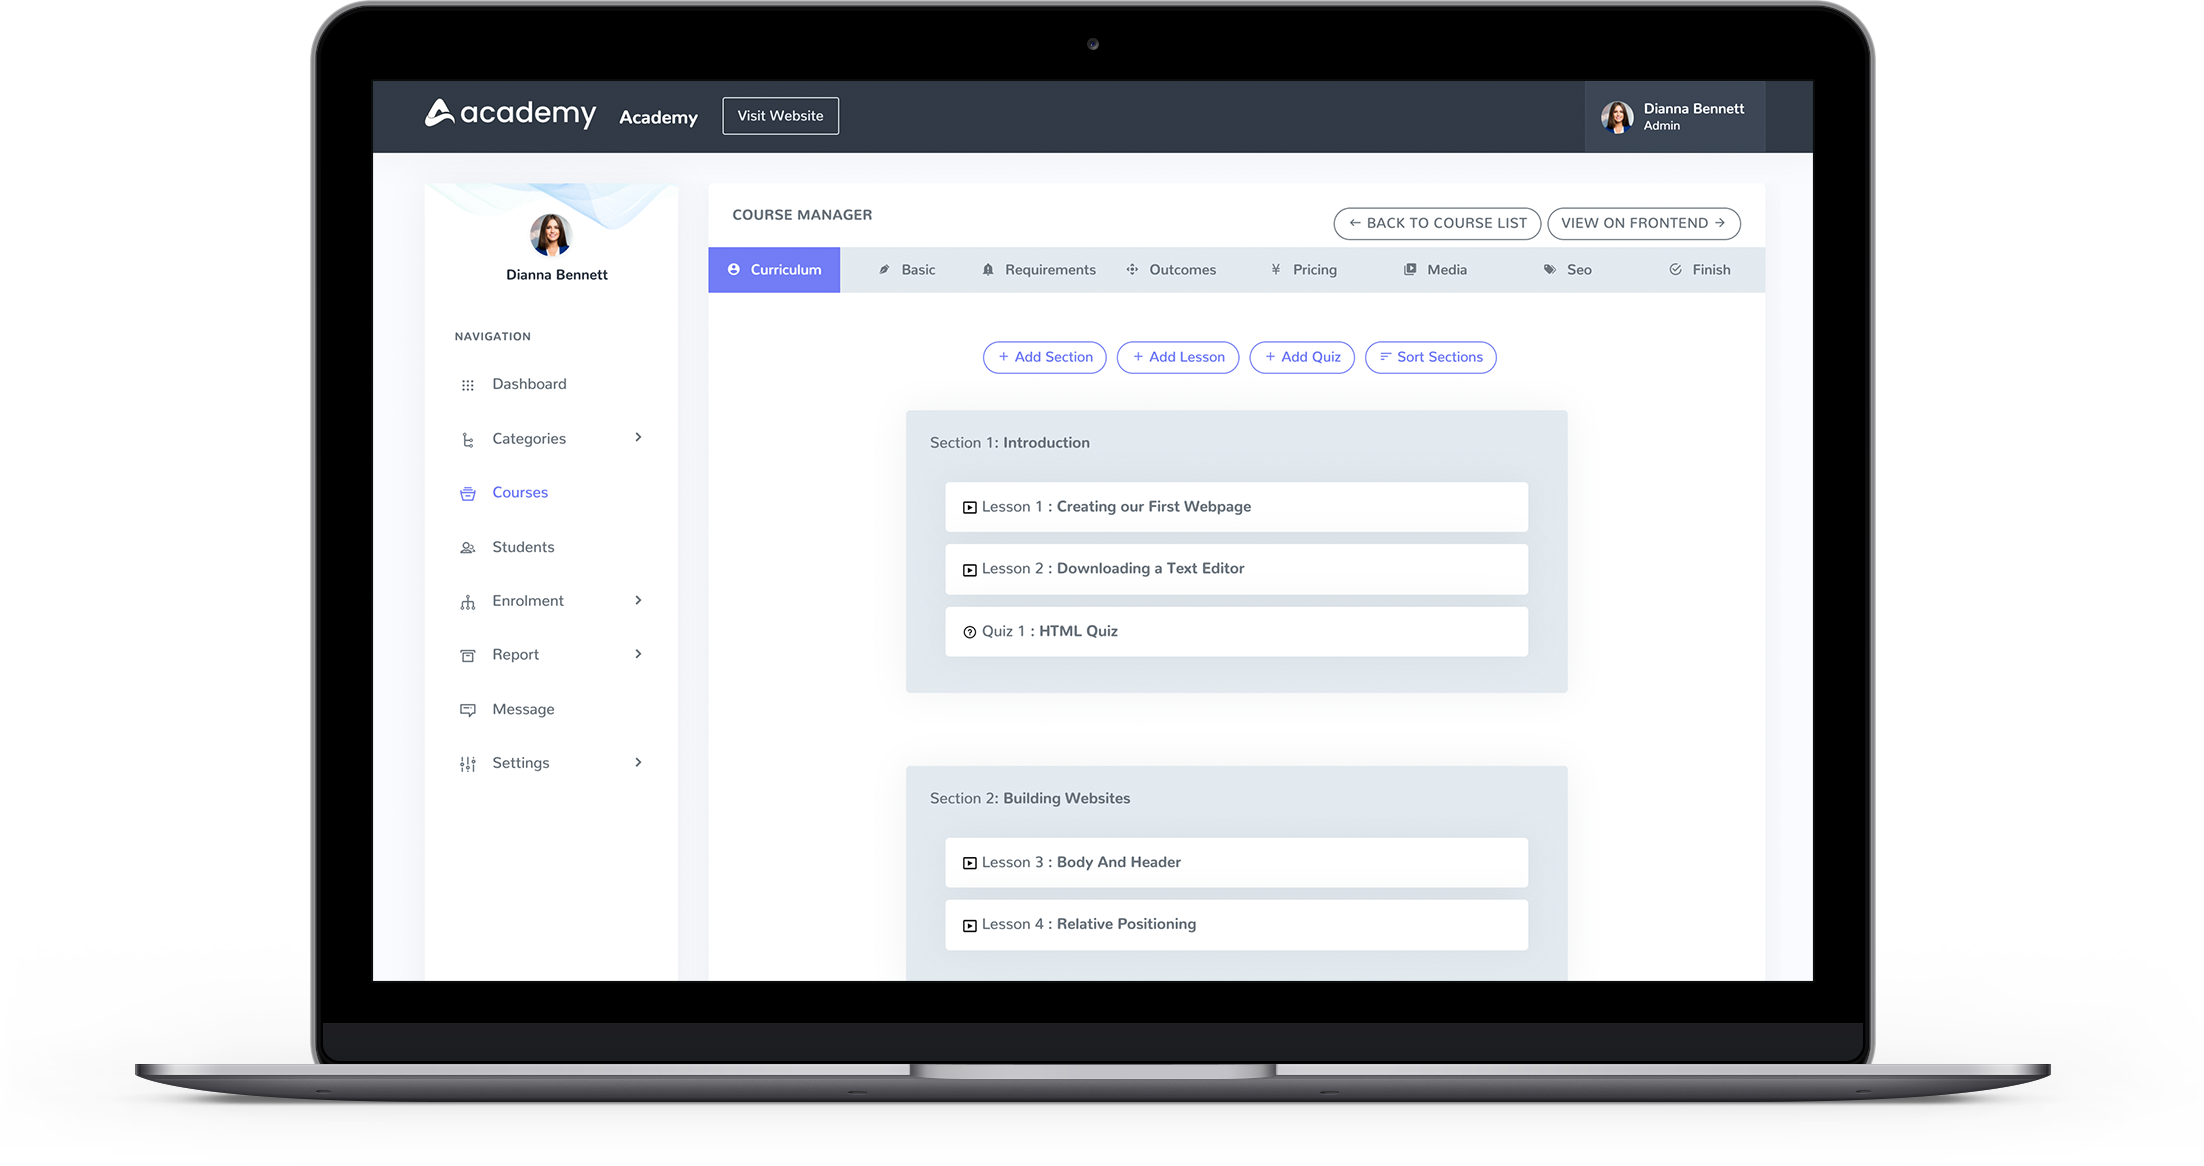 academy Academy Visit Website
Dianna Bennett
Admin
Dianna Bennett
NAVIGATION
Dashboard
Categories
Courses
Students
Enrolment
Report
Message
Settings
COURSE MANAGER
← BACK TO COURSE LIST VIEW ON FRONTEND →
Curriculum Basic Requirements Outcomes ¥ Pricing Media Seo Finish
+ Add Section + Add Lesson + Add Quiz Sort Sections
Section 1: Introduction
Lesson 1 : Creating our First Webpage
Lesson 2 : Downloading a Text Editor
Quiz 1 : HTML Quiz
Section 2: Building Websites
Lesson 3 : Body And Header
Lesson 4 : Relative Positioning